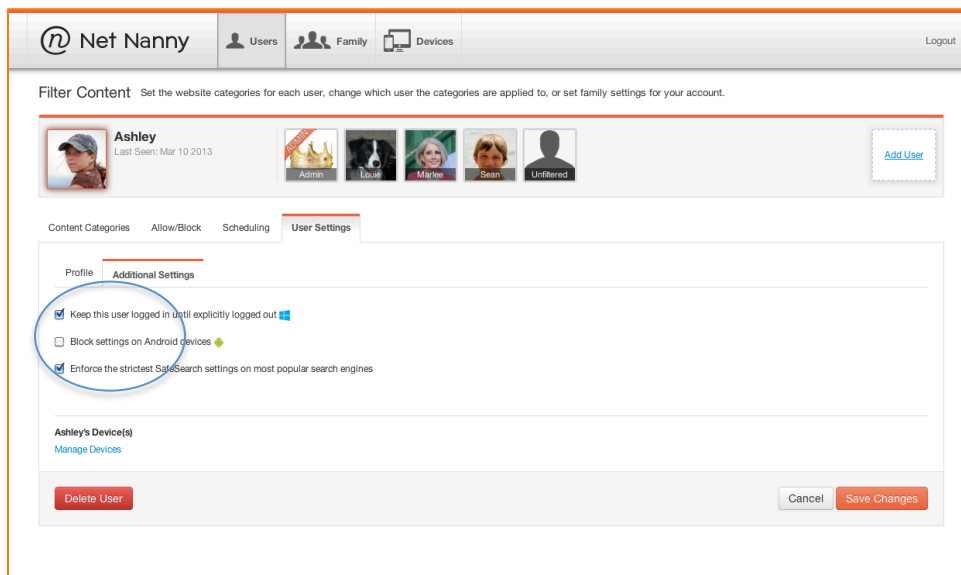 Net Nanny
Users
Family
Devices
Logout
Filter Content Set the website categories for each user, change which user the categories are applied to, or set family settings for your account.
Ashley
Last Seen: Mar 10 2013
ADMIN
Admin
Louie
Marlee
Sean
Unfiltered
Add User
Content Categories Allow/Block Scheduling User Settings
Profile Additional Settings
Keep this user logged in until explicitly logged out
Block settings on Android devices
Enforce the strictest SafeSearch settings on most popular search engines
Ashley's Device(s)
Manage Devices
Delete User
Cancel
Save Changes